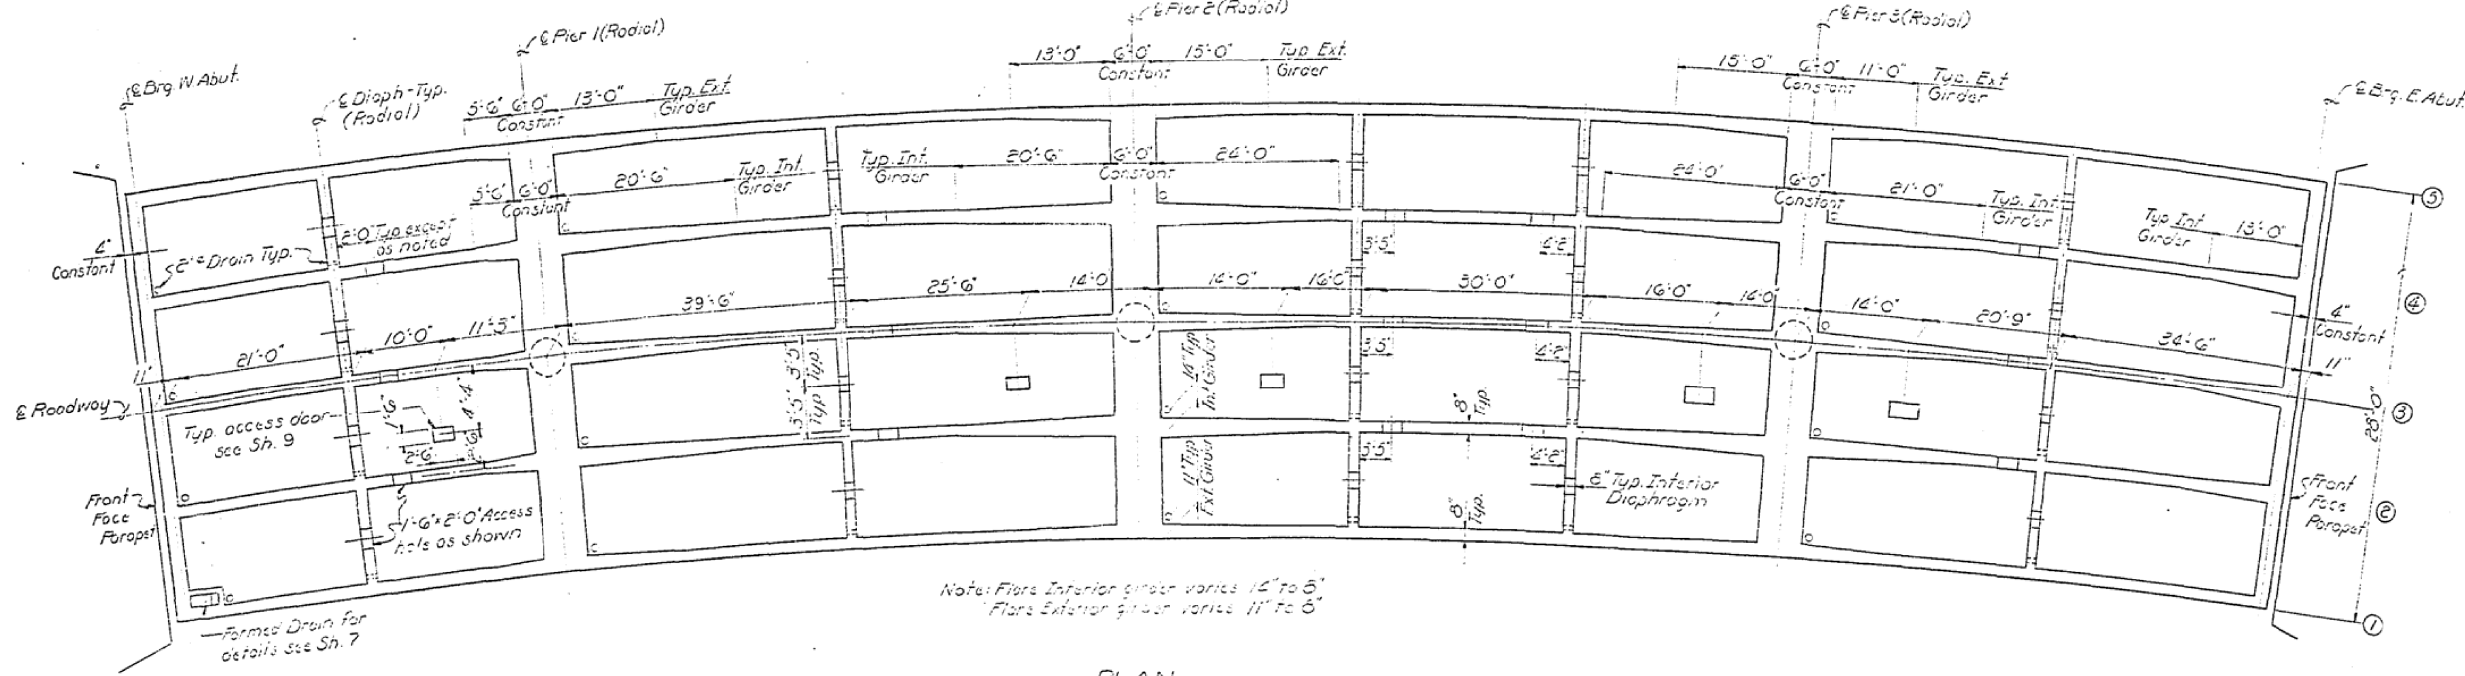 ℄ Pier 2 (Radial)
℄ Pier 3 (Radial)
℄ Pier 1 (Radial)
13'-0" 6'-0" 15'-0" Typ. Ext.
Constant Girder
15'-0" 6'-0" 11'-0" Typ. Ext.
Constant Girder
℄ Brg. W. Abut.
℄ Diaph-Typ.
(Radial)
5'-6" 6'-0" 13'-0" Typ. Ext.
Constant Girder
℄ Brg. E. Abut.
5'-6" 6'-0" 20'-6" Typ. Int.
Constant Girder
Typ. Int. 20'-6" 6'-0" 24'-0"
Girder Constant
24'-0" 6'-0" 21'-0" Typ. Int.
Constant Girder
Typ. Int. 13'-0"
Girder
5
4"
Constant
2" Drain Typ.
2'-0" Typ. except
as noted
3'-5" 4'-2"
21'-0" 10'-0" 11'-3" 39'-6" 25'-6" 14'-0" 14'-0" 16'-0" 30'-0" 16'-0" 14'-0" 14'-0" 20'-9" 34'-6"
4
4"
Constant
11"
11"
℄ Roadway
Typ. access door
see Sh. 9
4'-4"
2'-6"
3'-5" 3'-5"
Typ. Typ.
14" Typ.
Int. Girder
3'-5" 4'-2"
8"
Typ.
3
28'-0"
Front
Face
Parapet
1'-6" x 2'-0" Access
hole as shown
11" Typ.
Ext. Girder
3'-5" 4'-2"
8"
Typ.
8" Typ. Interior
Diaphragm
Front
Face
Parapet
2
Formed Drain for
details see Sh. 7
Note: Flare Interior girder varies 14" to 8"
Flare Exterior girder varies 11" to 8"
1
PLAN